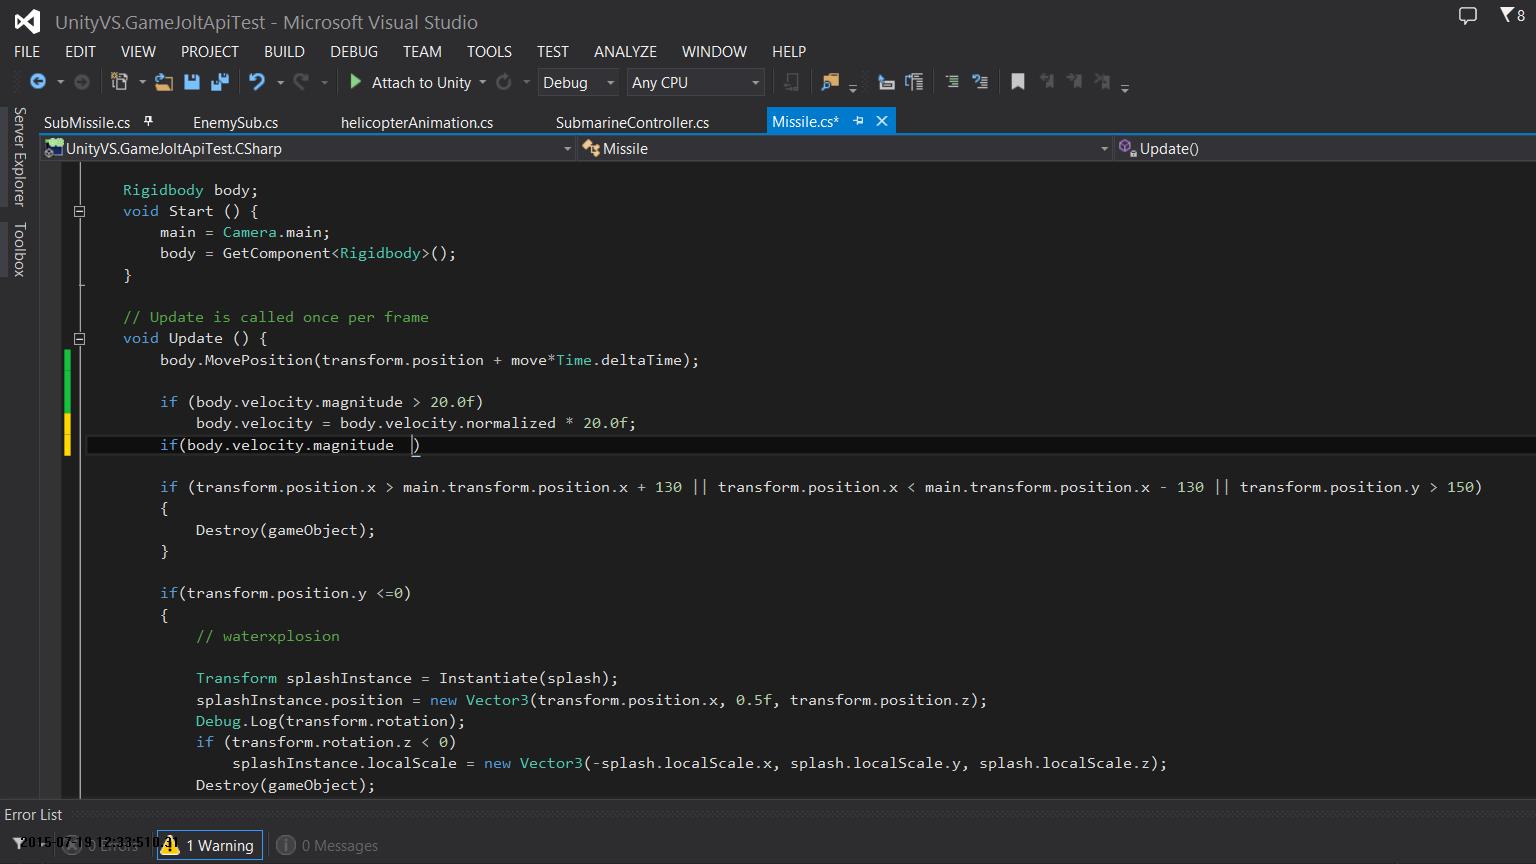 UnityVS.GameJoltApiTest - Microsoft Visual Studio
8
FILE EDIT VIEW PROJECT BUILD DEBUG TEAM TOOLS TEST ANALYZE WINDOW HELP
Attach to Unity Debug Any CPU
Server Explorer
Toolbox
SubMissile.cs EnemySub.cs helicopterAnimation.cs SubmarineController.cs Missile.cs*
UnityVS.GameJoltApiTest.CSharp Missile Update()
Rigidbody body;
void Start () {
main = Camera.main;
body = GetComponent<Rigidbody>();
}
// Update is called once per frame
void Update () {
body.MovePosition(transform.position + move*Time.deltaTime);
if (body.velocity.magnitude > 20.0f)
body.velocity = body.velocity.normalized * 20.0f;
if(body.velocity.magnitude  )
if (transform.position.x > main.transform.position.x + 130 || transform.position.x < main.transform.position.x - 130 || transform.position.y > 150)
{
Destroy(gameObject);
}
if(transform.position.y <=0)
{
// waterxplosion
Transform splashInstance = Instantiate(splash);
splashInstance.position = new Vector3(transform.position.x, 0.5f, transform.position.z);
Debug.Log(transform.rotation);
if (transform.rotation.z < 0)
splashInstance.localScale = new Vector3(-splash.localScale.x, splash.localScale.y, splash.localScale.z);
Destroy(gameObject);
Error List
0 Errors 1 Warning 0 Messages